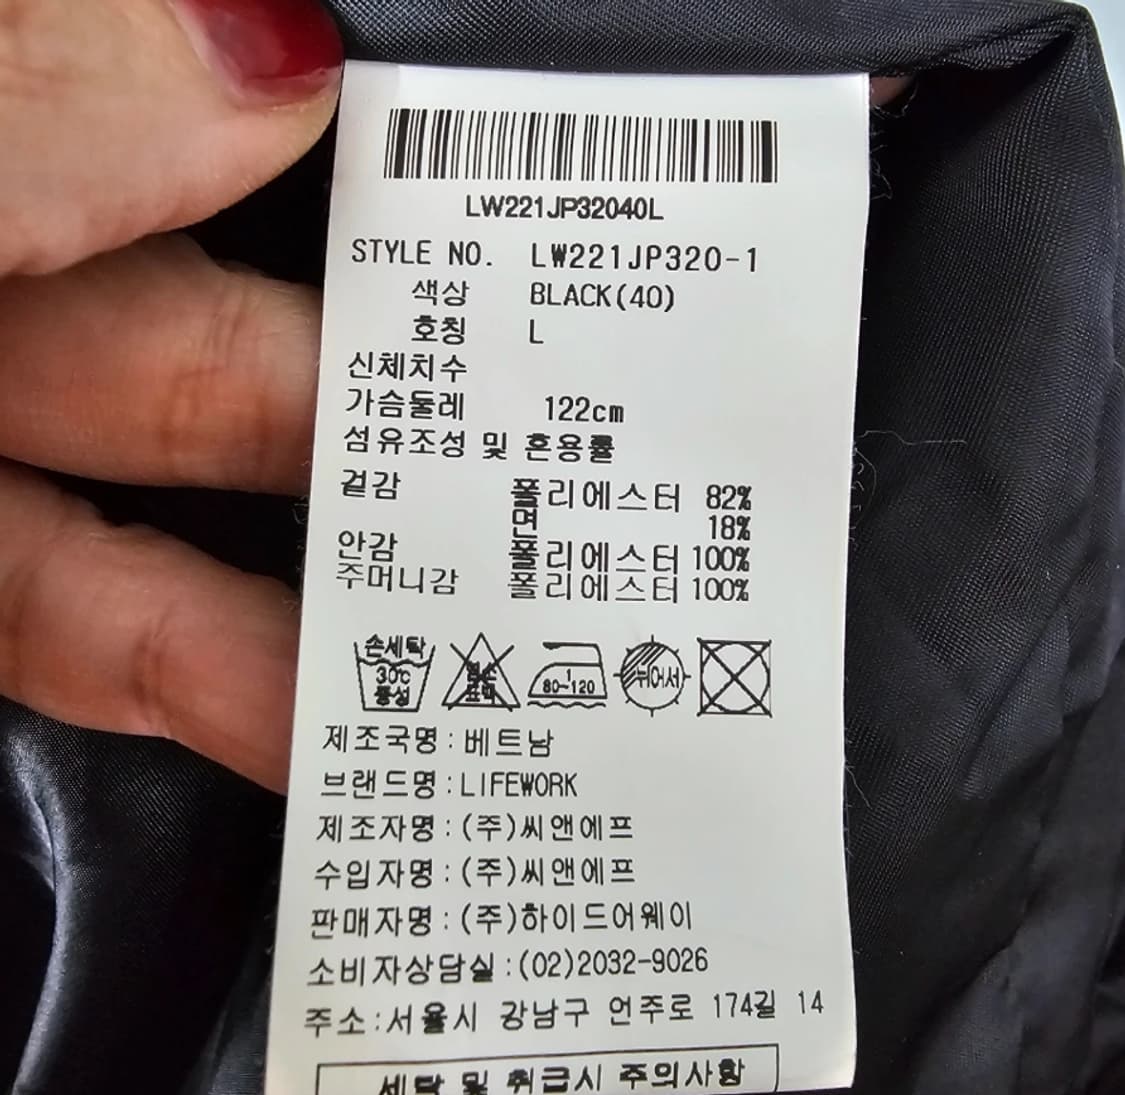 LW221JP32040L
STYLE NO. LW221JP320-1
색상 BLACK(40)
호칭 L
신체치수
가슴둘레 122cm
섬유조성 및 혼용률
겉감 폴리에스터 82%
면 18%
안감 폴리에스터 100%
주머니감 폴리에스터 100%
손세탁
30℃
중성
염소
표백
1
80~120
뉘어서
제조국명:베트남
브랜드명:LIFEWORK
제조자명:(주)씨앤에프
수입자명:(주)씨앤에프
판매자명:(주)하이드어웨이
소비자상담실:(02)2032-9026
주소:서울시 강남구 언주로 174길 14
세탁 및 취급시 주의사항